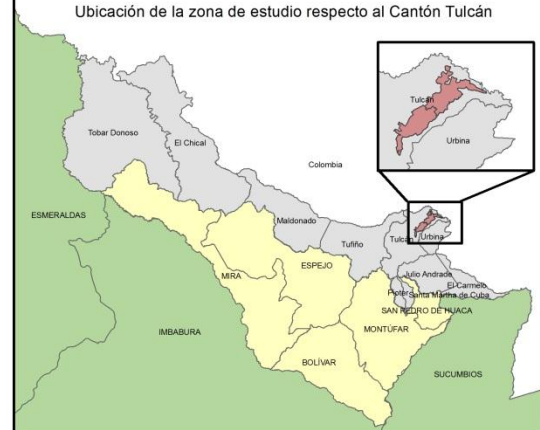 Ubicación de la zona de estudio respecto al Cantón Tulcán
Tulcán
Urbina
Tobar Donoso
El Chical
Colombia
ESMERALDAS
Maldonado
Tufiño
Tulcán
Urbina
MIRA
ESPEJO
Julio Andrade
El Carmelo
Pioter
Santa Martha de Cuba
SAN PEDRO DE HUACA
MONTÚFAR
IMBABURA
BOLÍVAR
SUCUMBIOS